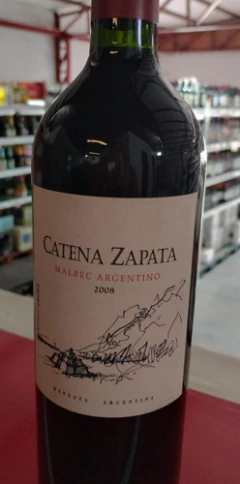 CATENA ZAPATA
MALBEC ARGENTINO
2008
MENDOZA - ARGENTINA